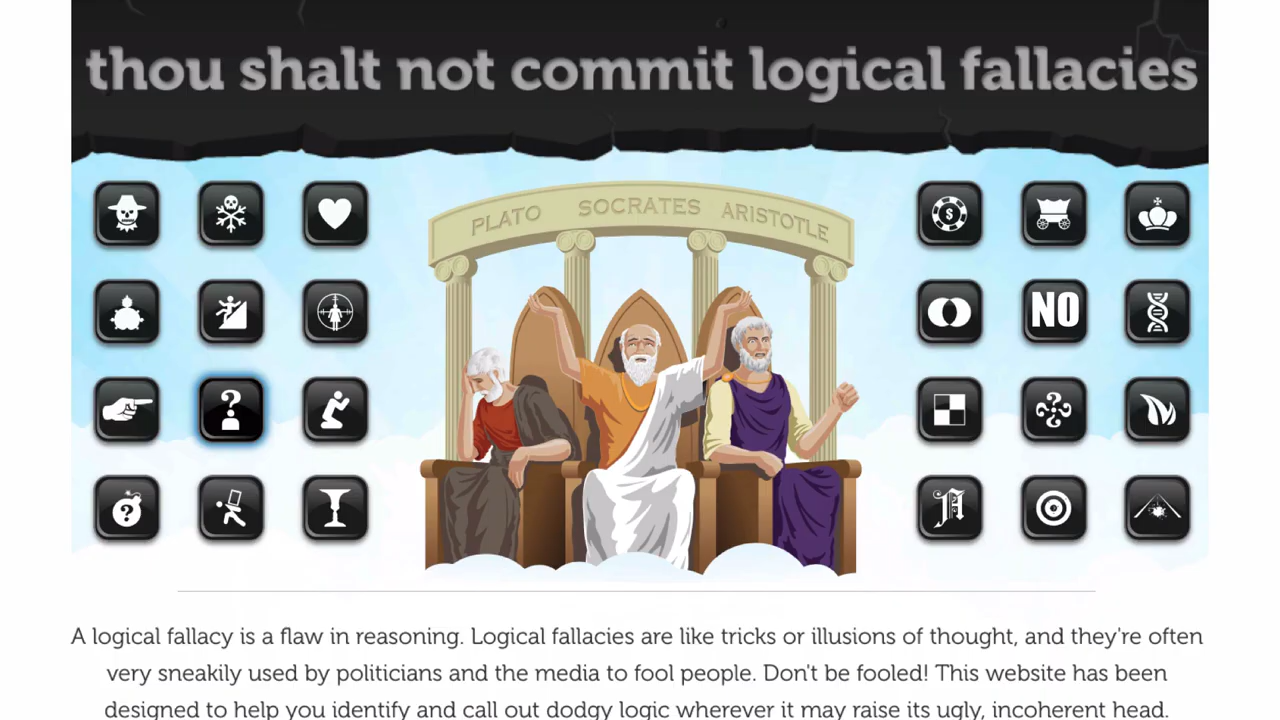 thou shalt not commit logical fallacies
PLATO SOCRATES ARISTOTLE
$
NO
?
?
A logical fallacy is a flaw in reasoning. Logical fallacies are like tricks or illusions of thought, and they're often
very sneakily used by politicians and the media to fool people. Don't be fooled! This website has been
designed to help you identify and call out dodgy logic wherever it may raise its ugly, incoherent head.